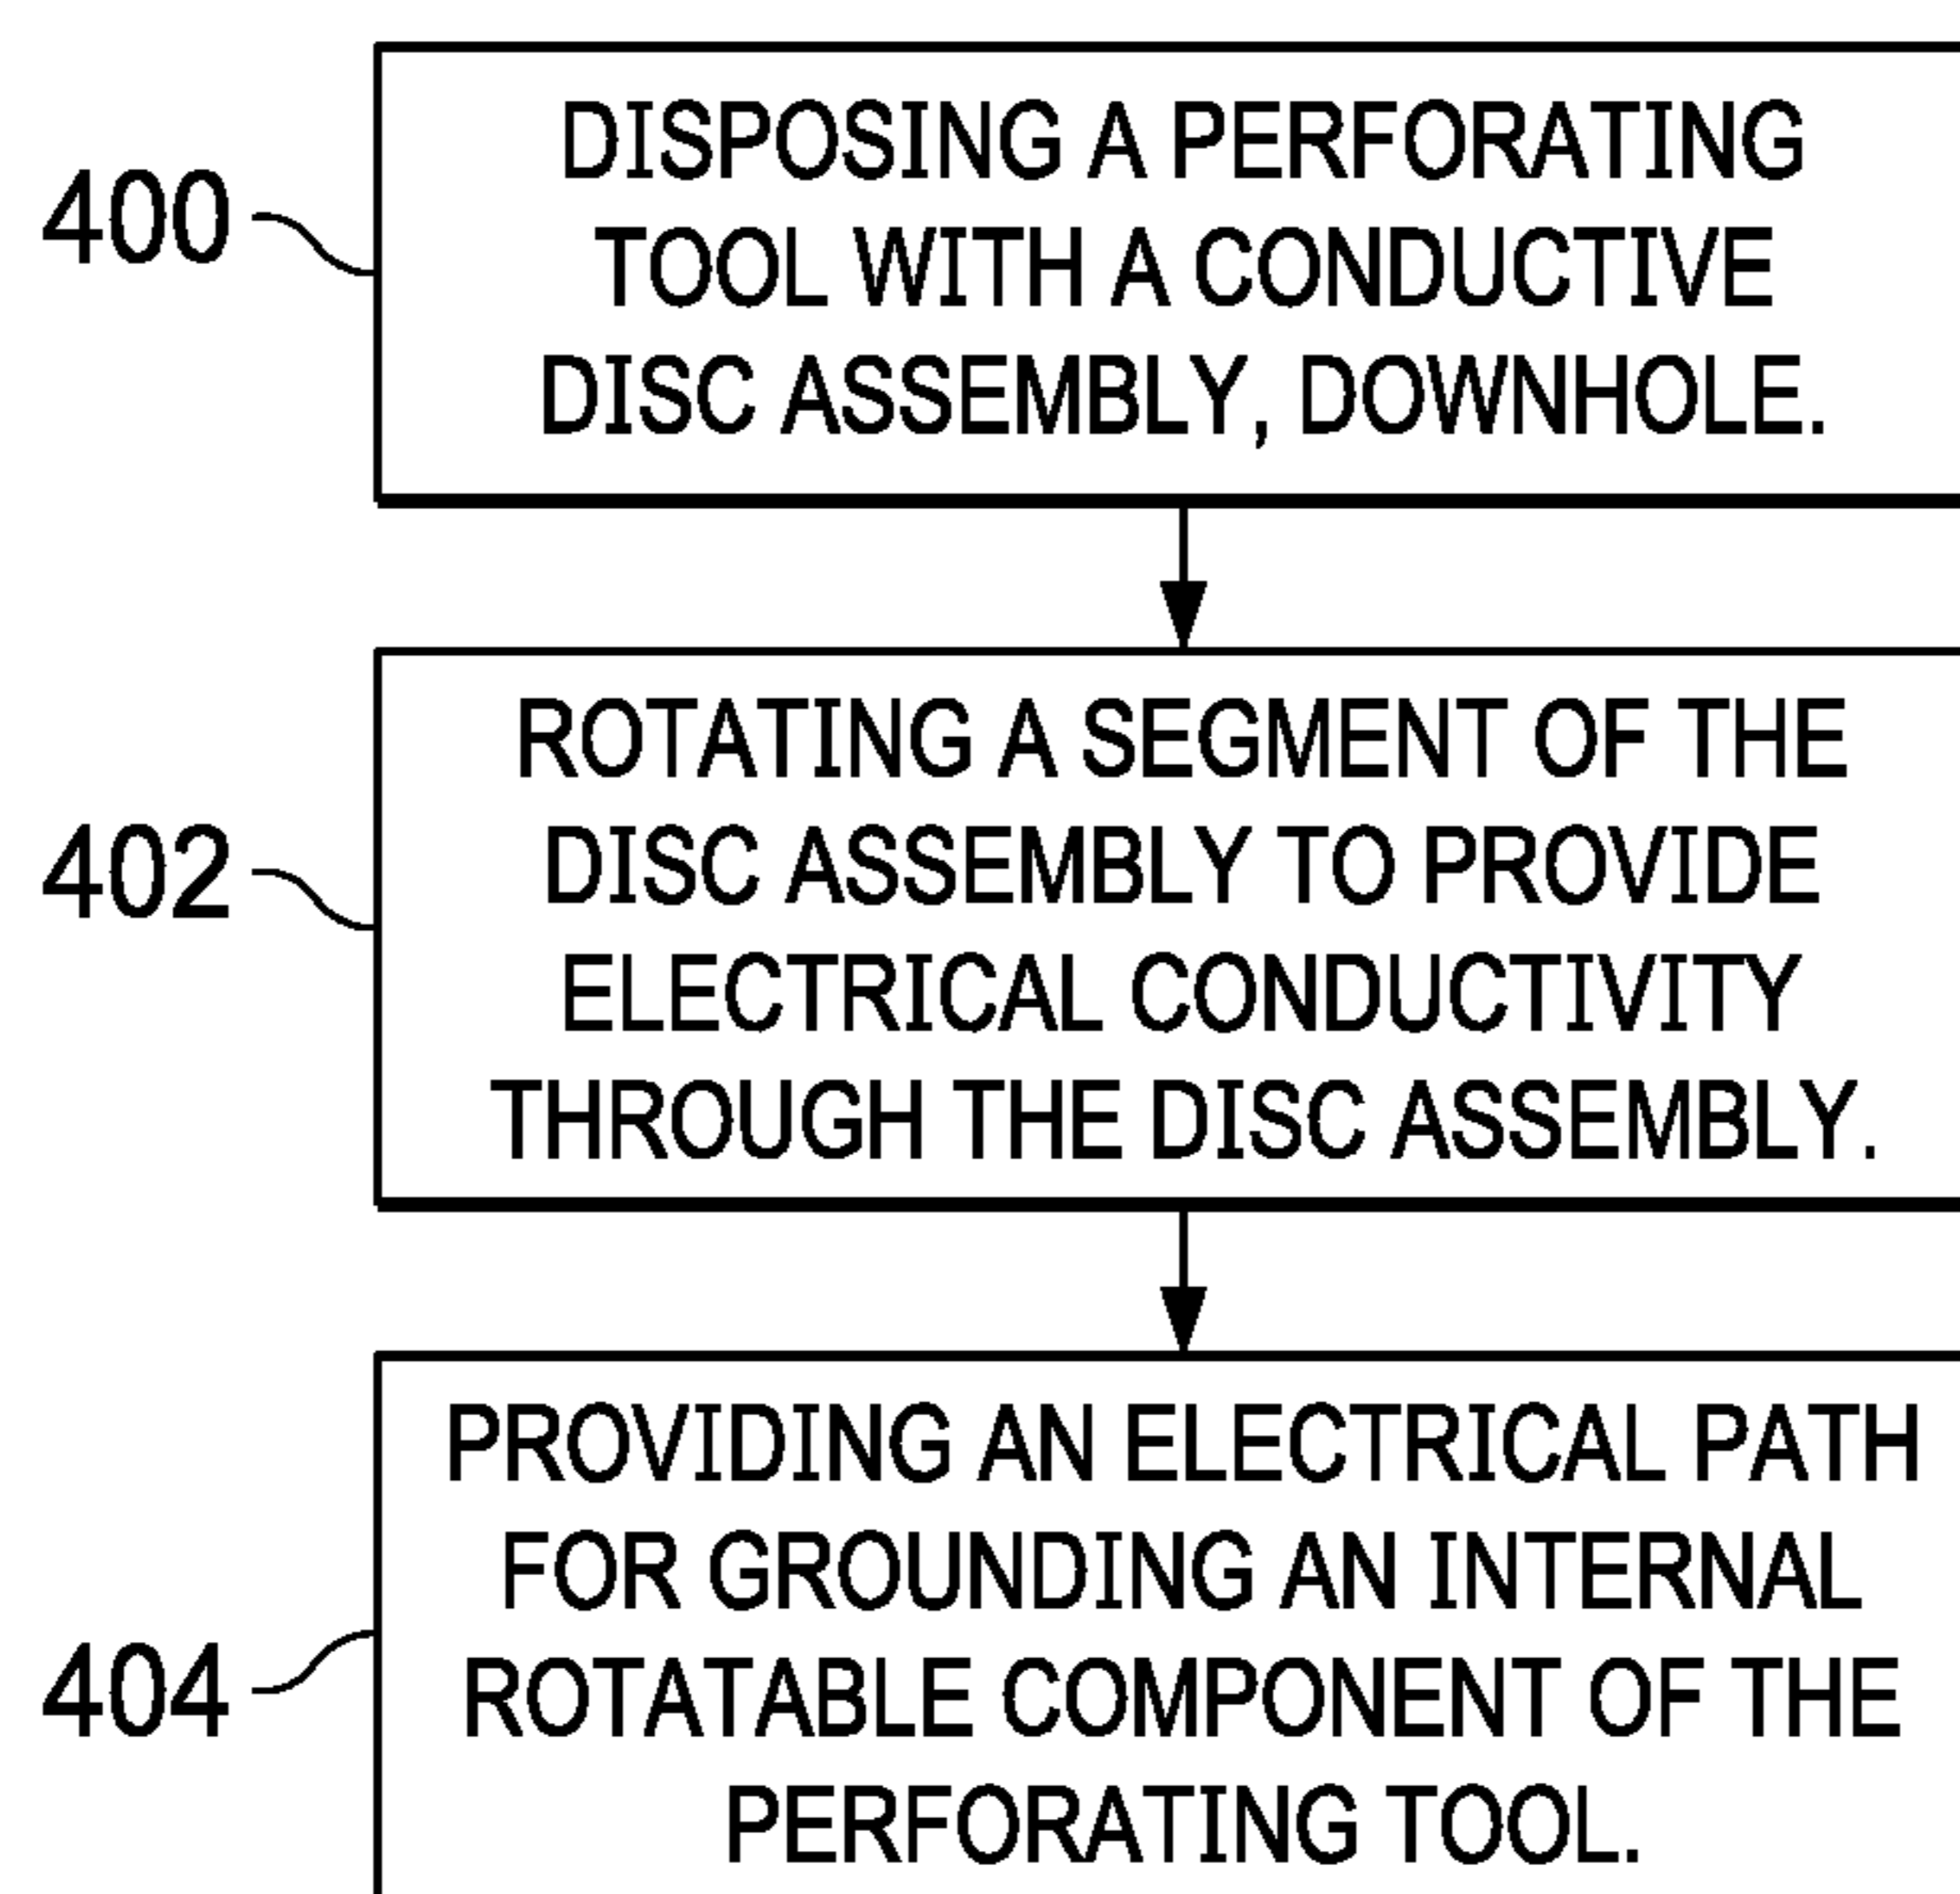 400
DISPOSING A PERFORATING
TOOL WITH A CONDUCTIVE
DISC ASSEMBLY, DOWNHOLE.
402
ROTATING A SEGMENT OF THE
DISC ASSEMBLY TO PROVIDE
ELECTRICAL CONDUCTIVITY
THROUGH THE DISC ASSEMBLY.
404
PROVIDING AN ELECTRICAL PATH
FOR GROUNDING AN INTERNAL
ROTATABLE COMPONENT OF THE
PERFORATING TOOL.